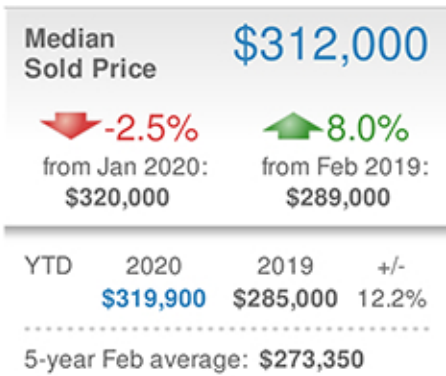 Median
Sold Price
$312,000
-2.5%
from Jan 2020:
$320,000
8.0%
from Feb 2019:
$289,000
YTD 2020 2019 +/-
$319,900 $285,000 12.2%
5-year Feb average: $273,350